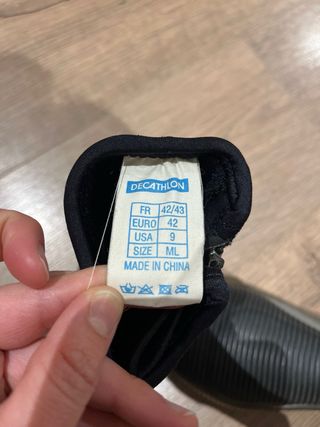 DECATHLON
FR 42/43
EURO 42
USA 9
SIZE ML
MADE IN CHINA